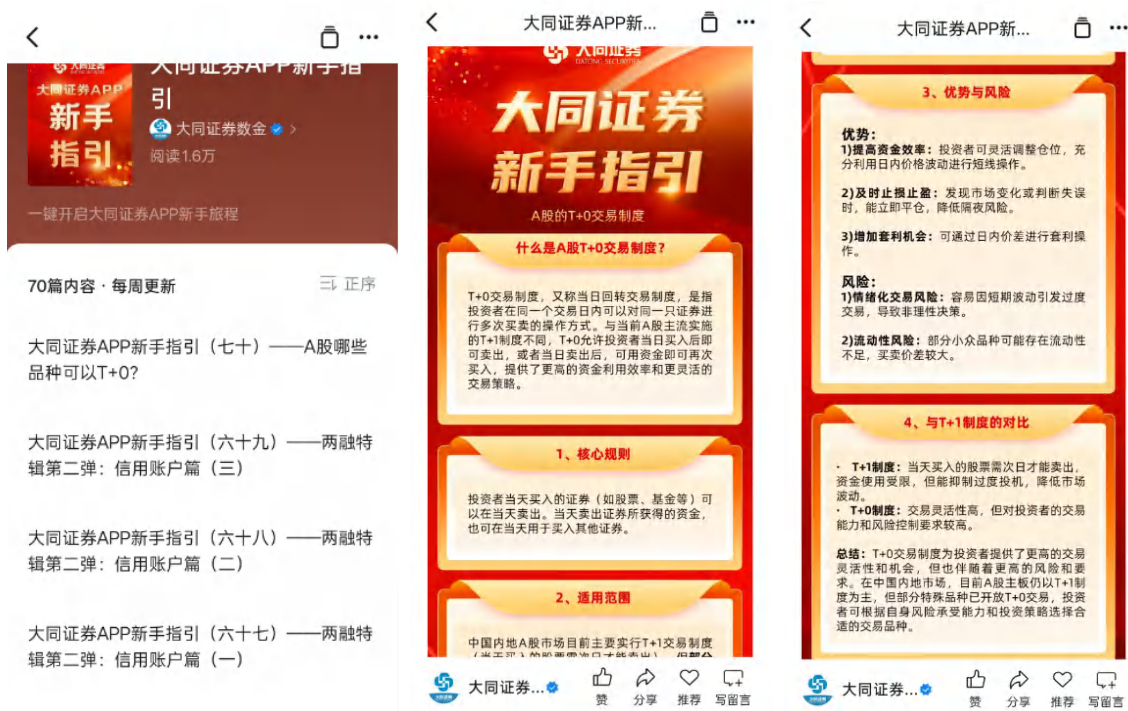 大同证券APP新手指
引
大同证券
大同证券APP
新手
指引
大同证券数金
阅读1.6万
一键开启大同证券APP新手旅程
70篇内容 · 每周更新
正序
大同证券APP新手指引（七十）——A股哪些
品种可以T+0?
大同证券APP新手指引（六十九）——两融特
辑第二弹：信用账户篇（三）
大同证券APP新手指引（六十八）——两融特
辑第二弹：信用账户篇（二）
大同证券APP新手指引（六十七）——两融特
辑第二弹：信用账户篇（一）
大同证券APP新...
大同证券
DATONG SECURITIES
大同证券
新手指引
A股的T+0交易制度
什么是A股T+0交易制度？
T+0交易制度，又称当日回转交易制度，是指
投资者在同一个交易日内可以对同一只证券进
行多次买卖的操作方式。与当前A股主流实施
的T+1制度不同，T+0允许投资者当日买入后即
可卖出，或者当日卖出后，可用资金即可再次
买入，提供了更高的资金利用效率和更灵活的
交易策略。
1、核心规则
投资者当天买入的证券（如股票、基金等）可
以在当天卖出。当天卖出证券所获得的资金，
也可在当天用于买入其他证券。
2、适用范围
中国内地A股市场目前主要实行T+1交易制度
（当天买入的股票需次日才能卖出），但部分
大同证券...
赞
分享
推荐
写留言
大同证券APP新...
3、优势与风险
优势：
1)提高资金效率：投资者可灵活调整仓位，充
分利用日内价格波动进行短线操作。
2)及时止损止盈：发现市场变化或判断失误
时，能立即平仓，降低隔夜风险。
3)增加套利机会：可通过日内价差进行套利操
作。
风险：
1)情绪化交易风险：容易因短期波动引发过度
交易，导致非理性决策。
2)流动性风险：部分小众品种可能存在流动性
不足，买卖价差较大。
4、与T+1制度的对比
· T+1制度：当天买入的股票需次日才能卖出，
资金使用受限，但能抑制过度投机，降低市场
波动。
· T+0制度：交易灵活性高，但对投资者的交易
能力和风险控制要求较高。
总结：T+0交易制度为投资者提供了更高的交易
灵活性和机会，但也伴随着更高的风险和要
求。在中国内地市场，目前A股主板仍以T+1制
度为主，但部分特殊品种已开放T+0交易，投资
者可根据自身风险承受能力和投资策略选择合
适的交易品种。
大同证券...
赞
分享
推荐
写留言